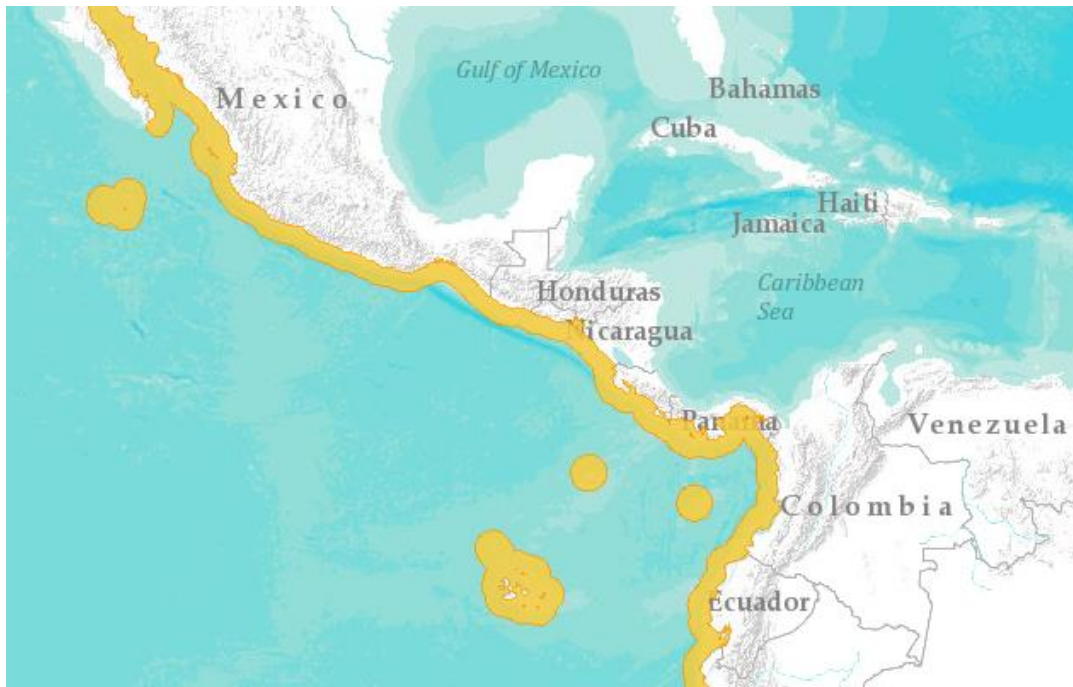 Gulf of Mexico
Mexico
Bahamas
Cuba
Haiti
Jamaica
Honduras
Caribbean
Sea
Nicaragua
Panama
Venezuela
Colombia
Ecuador